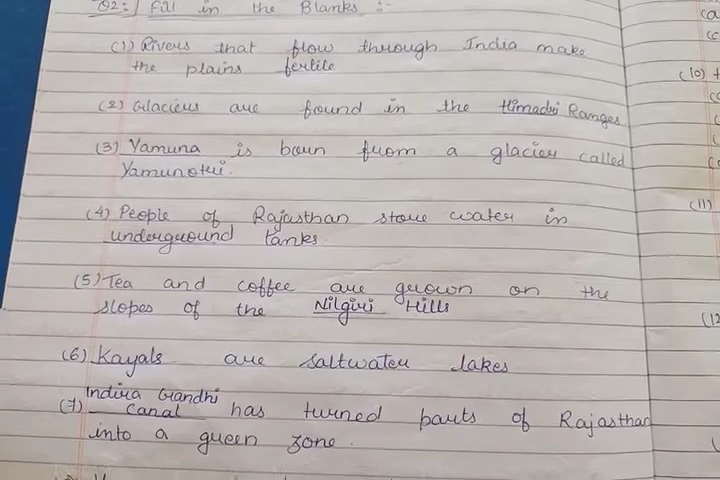 Q2: Fill in the Blanks :-
(1) Rivers that flow through India make
the plains fertile
(2) Glaciers are found in the Himadri Ranges
(3) Yamuna is born from a glacier called
Yamunotri.
(4) People of Rajasthan store water in
underground tanks.
(5) Tea and coffee are grown on the
slopes of the Nilgiri Hills
(6) Kayals are saltwater lakes
(7) Indira Gandhi
canal has turned parts of Rajasthan
into a green zone.
(a
(c
(10)
(11)
(12